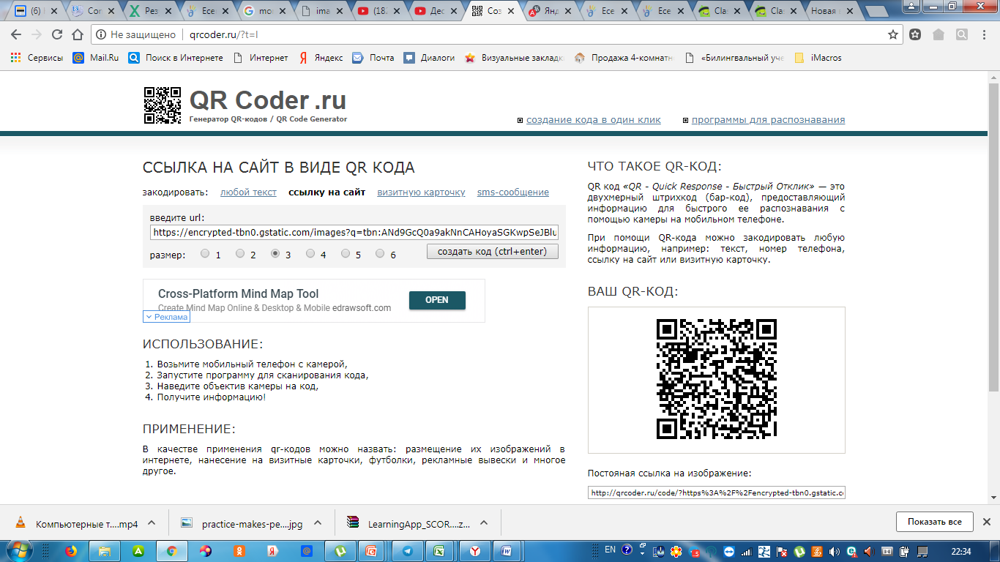 (6)
Con
Рез
Есе
mor
ima
(18
Дес
Соз
Янд
Есе
Есе
Cla
Cla
Новая
Не защищено
qrcoder.ru/?t=l
Сервисы Mail.Ru Поиск в Интернете Интернет Яндекс Почта Диалоги Визуальные закладк Продажа 4-комнатн «Билингвальный уче iMacros
QR Coder .ru
Генератор QR-кодов / QR Code Generator
создание кода в один клик программы для распознавания
ССЫЛКА НА САЙТ В ВИДЕ QR КОДА
закодировать: любой текст ссылку на сайт визитную карточку sms-сообщение
введите url:
https://encrypted-tbn0.gstatic.com/images?q=tbn:ANd9GcQ0a9akNnCAHoyaSGKwpSeJBlu
размер: 1 2 3 4 5 6 создать код (ctrl+enter)
Cross-Platform Mind Map Tool
Create Mind Map Online & Desktop & Mobile edrawsoft.com
OPEN
Реклама
ИСПОЛЬЗОВАНИЕ:
1. Возьмите мобильный телефон с камерой,
2. Запустите программу для сканирования кода,
3. Наведите объектив камеры на код,
4. Получите информацию!
ПРИМЕНЕНИЕ:
В качестве применения qr-кодов можно назвать: размещение их изображений в
интернете, нанесение на визитные карточки, футболки, рекламные вывески и многое
другое.
ЧТО ТАКОЕ QR-КОД:
QR код «QR - Quick Response - Быстрый Отклик» — это
двухмерный штрихкод (бар-код), предоставляющий
информацию для быстрого ее распознавания с
помощью камеры на мобильном телефоне.
При помощи QR-кода можно закодировать любую
информацию, например: текст, номер телефона,
ссылку на сайт или визитную карточку.
ВАШ QR-КОД:
Постояная ссылка на изображение:
http://qrcoder.ru/code/?https%3A%2F%2Fencrypted-tbn0.gstatic.cc
Компьютерные т....mp4 practice-makes-pe....jpg LearningApp_SCOR....z... Показать все
EN 22:34